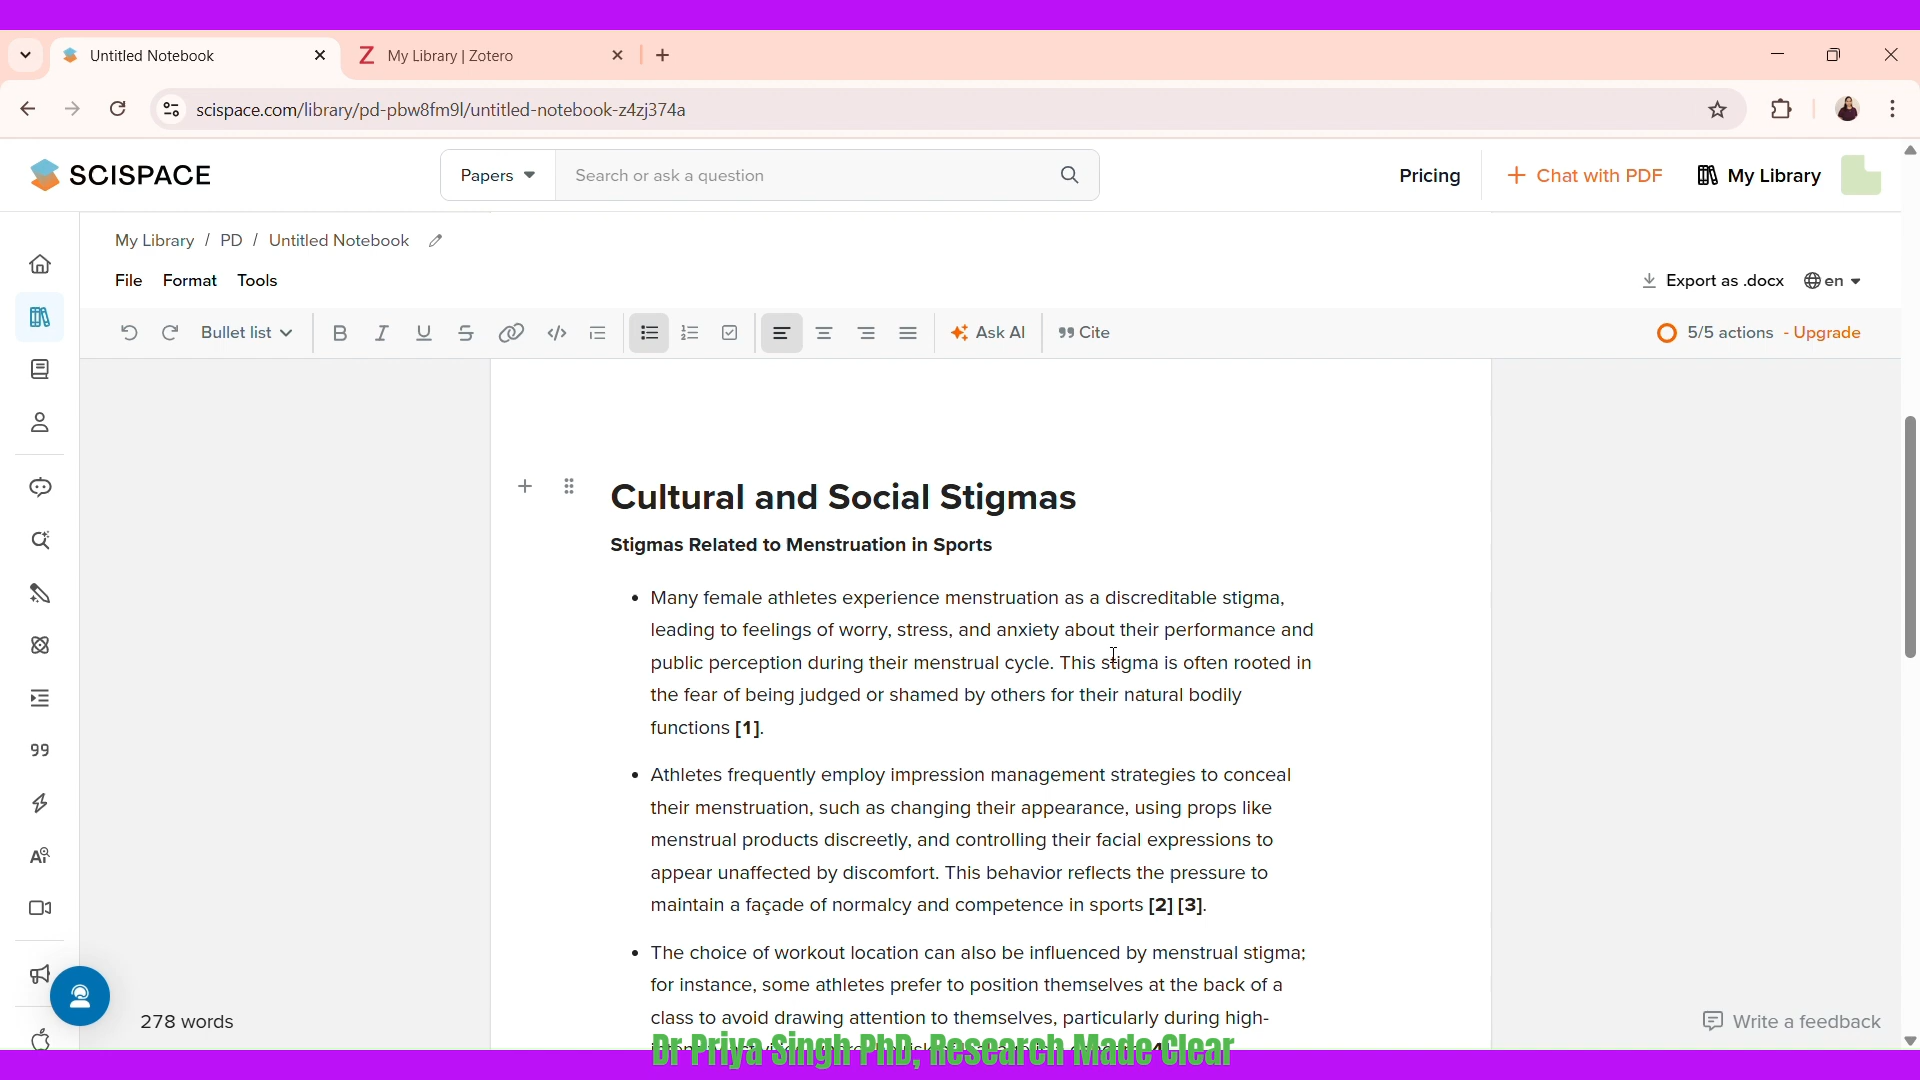 Untitled Notebook
My Library | Zotero
scispace.com/library/pd-pbw8fm9l/untitled-notebook-z4zj374a
SCISPACE
Papers
Search or ask a question
Pricing
+ Chat with PDF
My Library
My Library / PD / Untitled Notebook
File Format Tools
Export as .docx
en
Bullet list
Ask AI
Cite
5/5 actions - Upgrade
Cultural and Social Stigmas
Stigmas Related to Menstruation in Sports
• Many female athletes experience menstruation as a discreditable stigma,
leading to feelings of worry, stress, and anxiety about their performance and
public perception during their menstrual cycle. This stigma is often rooted in
the fear of being judged or shamed by others for their natural bodily
functions [1].
• Athletes frequently employ impression management strategies to conceal
their menstruation, such as changing their appearance, using props like
menstrual products discreetly, and controlling their facial expressions to
appear unaffected by discomfort. This behavior reflects the pressure to
maintain a façade of normalcy and competence in sports [2] [3].
• The choice of workout location can also be influenced by menstrual stigma;
for instance, some athletes prefer to position themselves at the back of a
class to avoid drawing attention to themselves, particularly during high-
278 words
Write a feedback
Dr Priya Singh PhD, Research Made Clear